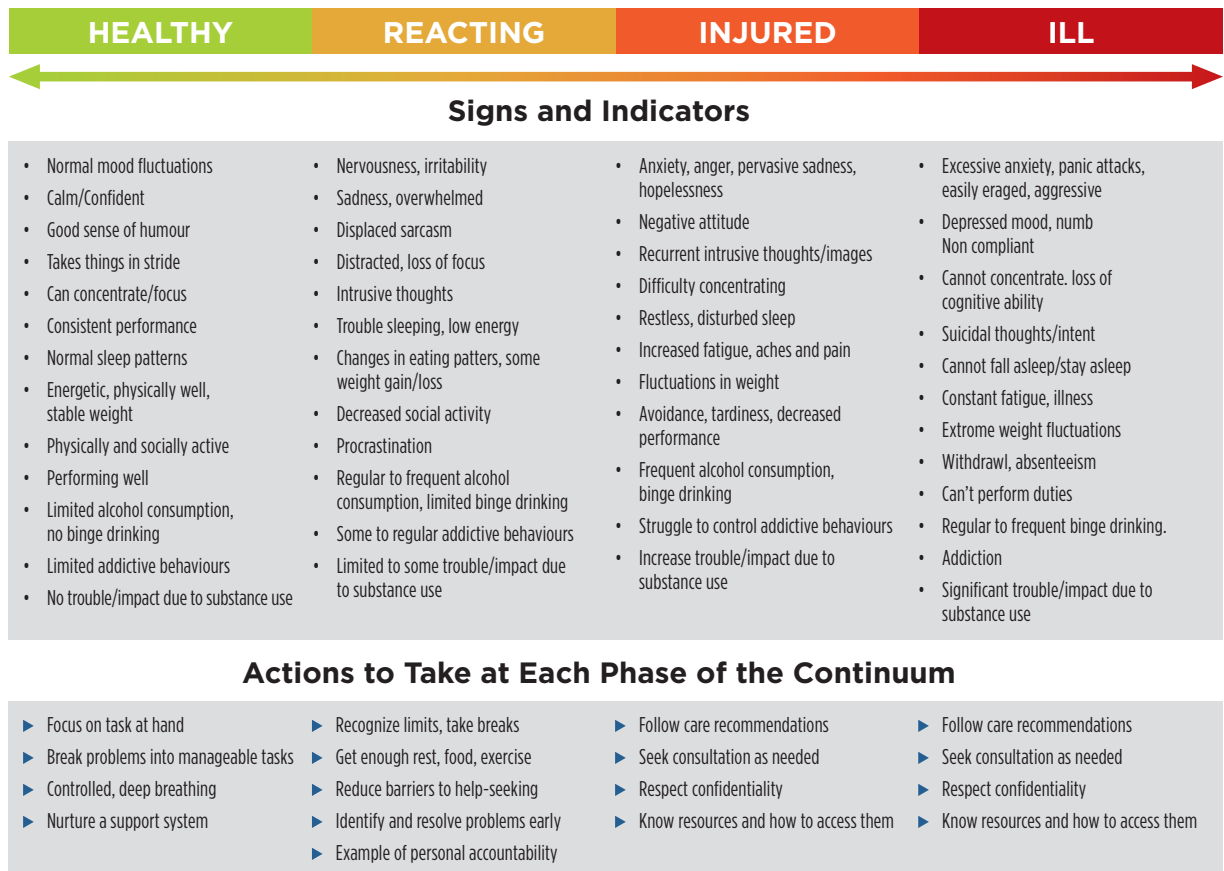 HEALTHY
REACTING
INJURED
ILL
Signs and Indicators
• Normal mood fluctuations
• Calm/Confident
• Good sense of humour
• Takes things in stride
• Can concentrate/focus
• Consistent performance
• Normal sleep patterns
• Energetic, physically well,
stable weight
• Physically and socially active
• Performing well
• Limited alcohol consumption,
no binge drinking
• Limited addictive behaviours
• No trouble/impact due to substance use
• Nervousness, irritability
• Sadness, overwhelmed
• Displaced sarcasm
• Distracted, loss of focus
• Intrusive thoughts
• Trouble sleeping, low energy
• Changes in eating patters, some
weight gain/loss
• Decreased social activity
• Procrastination
• Regular to frequent alcohol
consumption, limited binge drinking
• Some to regular addictive behaviours
• Limited to some trouble/impact due
to substance use
• Anxiety, anger, pervasive sadness,
hopelessness
• Negative attitude
• Recurrent intrusive thoughts/images
• Difficulty concentrating
• Restless, disturbed sleep
• Increased fatigue, aches and pain
• Fluctuations in weight
• Avoidance, tardiness, decreased
performance
• Frequent alcohol consumption,
binge drinking
• Struggle to control addictive behaviours
• Increase trouble/impact due to
substance use
• Excessive anxiety, panic attacks,
easily eraged, aggressive
• Depressed mood, numb
Non compliant
• Cannot concentrate. loss of
cognitive ability
• Suicidal thoughts/intent
• Cannot fall asleep/stay asleep
• Constant fatigue, illness
• Extrome weight fluctuations
• Withdrawl, absenteeism
• Can't perform duties
• Regular to frequent binge drinking.
• Addiction
• Significant trouble/impact due to
substance use
Actions to Take at Each Phase of the Continuum
▶ Focus on task at hand
▶ Break problems into manageable tasks
▶ Controlled, deep breathing
▶ Nurture a support system
▶ Recognize limits, take breaks
▶ Get enough rest, food, exercise
▶ Reduce barriers to help-seeking
▶ Identify and resolve problems early
▶ Example of personal accountability
▶ Follow care recommendations
▶ Seek consultation as needed
▶ Respect confidentiality
▶ Know resources and how to access them
▶ Follow care recommendations
▶ Seek consultation as needed
▶ Respect confidentiality
▶ Know resources and how to access them